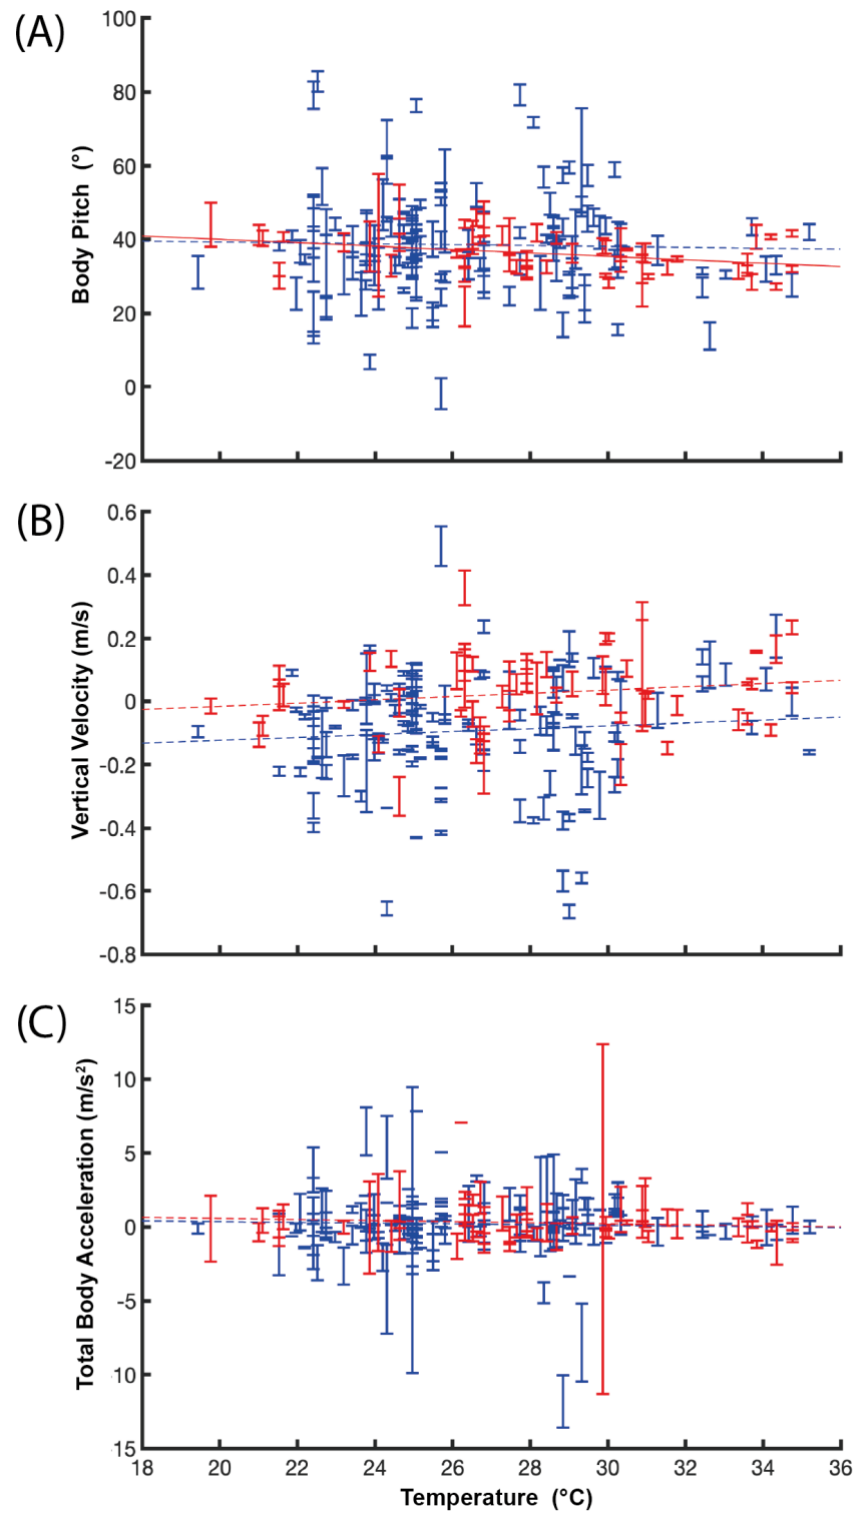 (A)
100
80
60
40
20
0
-20
Body Pitch (°)
(B)
0.6
0.4
0.2
0
-0.2
-0.4
-0.6
-0.8
Vertical Velocity (m/s)
(C)
15
10
5
0
-5
10
15
Total Body Acceleration (m/s²)
18 20 22 24 26 28 30 32 34 36
Temperature (°C)